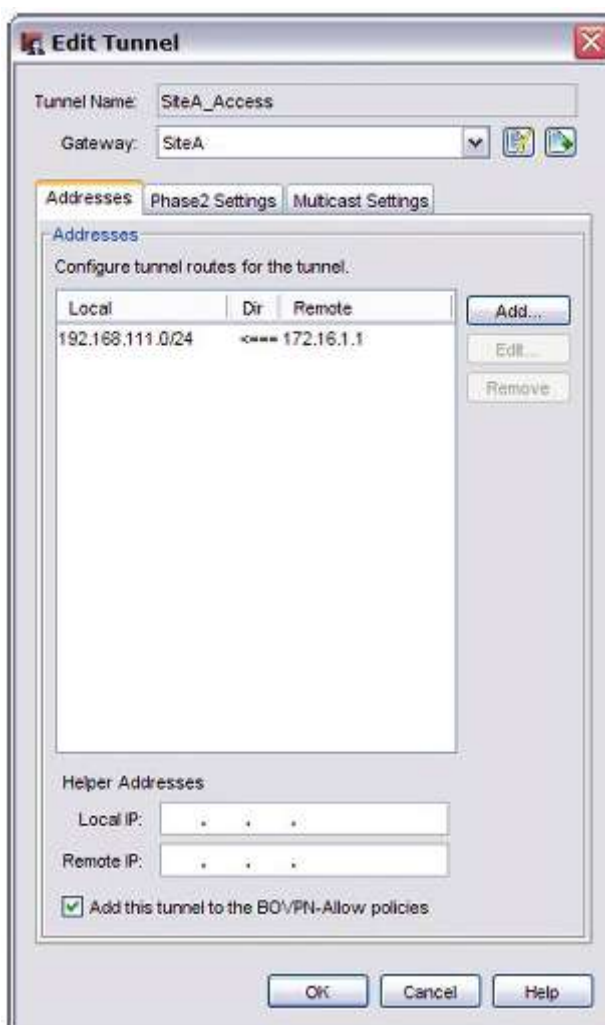 Edit Tunnel
Tunnel Name: SiteA_Access
Gateway: SiteA
Addresses Phase2 Settings Multicast Settings
Addresses
Configure tunnel routes for the tunnel.
Local Dir Remote
192.168.111.0/24 <=== 172.16.1.1
Add...
Edit...
Remove
Helper Addresses
Local IP: . . .
Remote IP: . . .
Add this tunnel to the BOVPN-Allow policies
OK Cancel Help